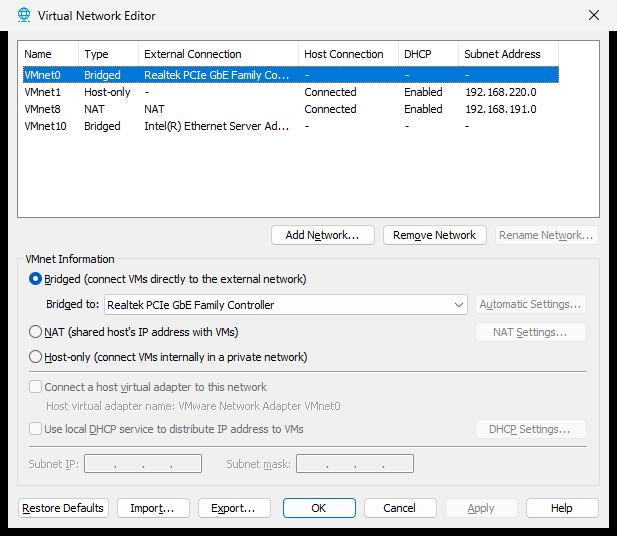 Virtual Network Editor
Name Type External Connection Host Connection DHCP Subnet Address
VMnet0 Bridged Realtek PCIe GbE Family Co... - - -
VMnet1 Host-only - Connected Enabled 192.168.220.0
VMnet8 NAT NAT Connected Enabled 192.168.191.0
VMnet10 Bridged Intel(R) Ethernet Server Ad... - - -
Add Network... Remove Network Rename Network...
VMnet Information
Bridged (connect VMs directly to the external network)
Bridged to: Realtek PCIe GbE Family Controller Automatic Settings...
NAT (shared host's IP address with VMs) NAT Settings...
Host-only (connect VMs internally in a private network)
Connect a host virtual adapter to this network
Host virtual adapter name: VMware Network Adapter VMnet0
Use local DHCP service to distribute IP address to VMs DHCP Settings...
Subnet IP: . . . Subnet mask: . . .
Restore Defaults Import... Export... OK Cancel Apply Help